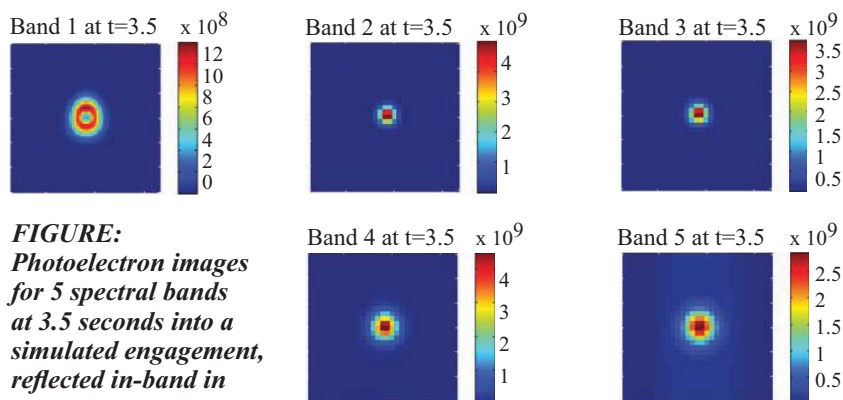 Band 1 at t=3.5
x 10^8
12
10
8
6
4
2
0
Band 2 at t=3.5
x 10^9
4
3
2
1
Band 3 at t=3.5
x 10^9
3.5
3
2.5
2
1.5
1
0.5
FIGURE:
Photoelectron images
for 5 spectral bands
at 3.5 seconds into a
simulated engagement,
reflected in-band in
Band 4 at t=3.5
x 10^9
4
3
2
1
Band 5 at t=3.5
x 10^9
2.5
2
1.5
1
0.5